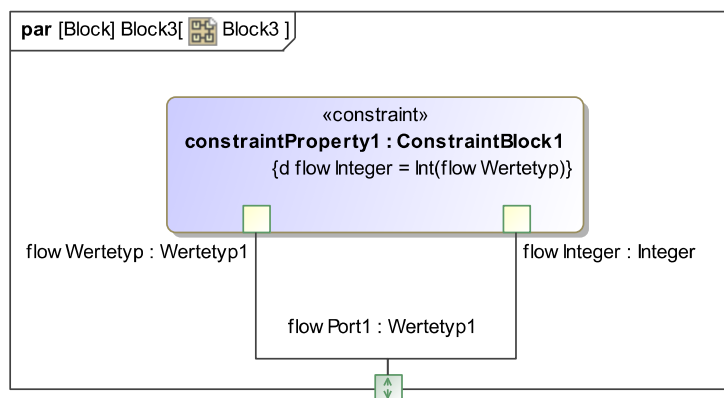 par [Block] Block3[ Block3 ]
«constraint»
constraintProperty1 : ConstraintBlock1
{d flow Integer = Int(flow Wertetyp)}
flow Wertetyp : Wertetyp1
flow Integer : Integer
flow Port1 : Wertetyp1